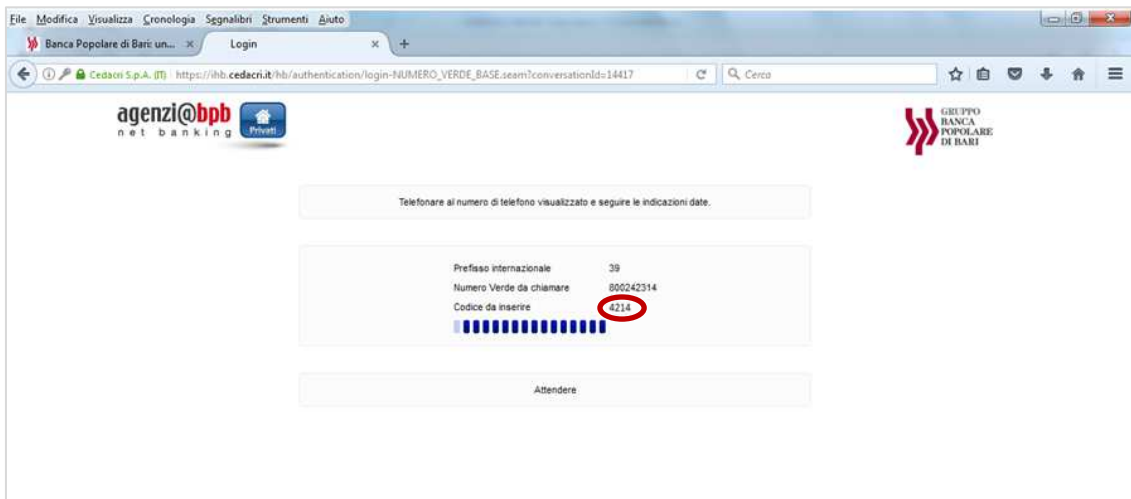 File Modifica Visualizza Cronologia Segnalibri Strumenti Aiuto
Banca Popolare di Bari: un... × Login × +
Cedacri S.p.A. (IT) https://ihb.cedacri.it/hb/authentication/login-NUMERO_VERDE_BASE.seam?conversationId=14417 Cerca
agenzi@bpb
net banking
Privati
GRUPPO
BANCA
POPOLARE
DI BARI
Telefonare al numero di telefono visualizzato e seguire le indicazioni date.
Prefisso internazionale 39
Numero Verde da chiamare 800242314
Codice da inserire 4214
Attendere